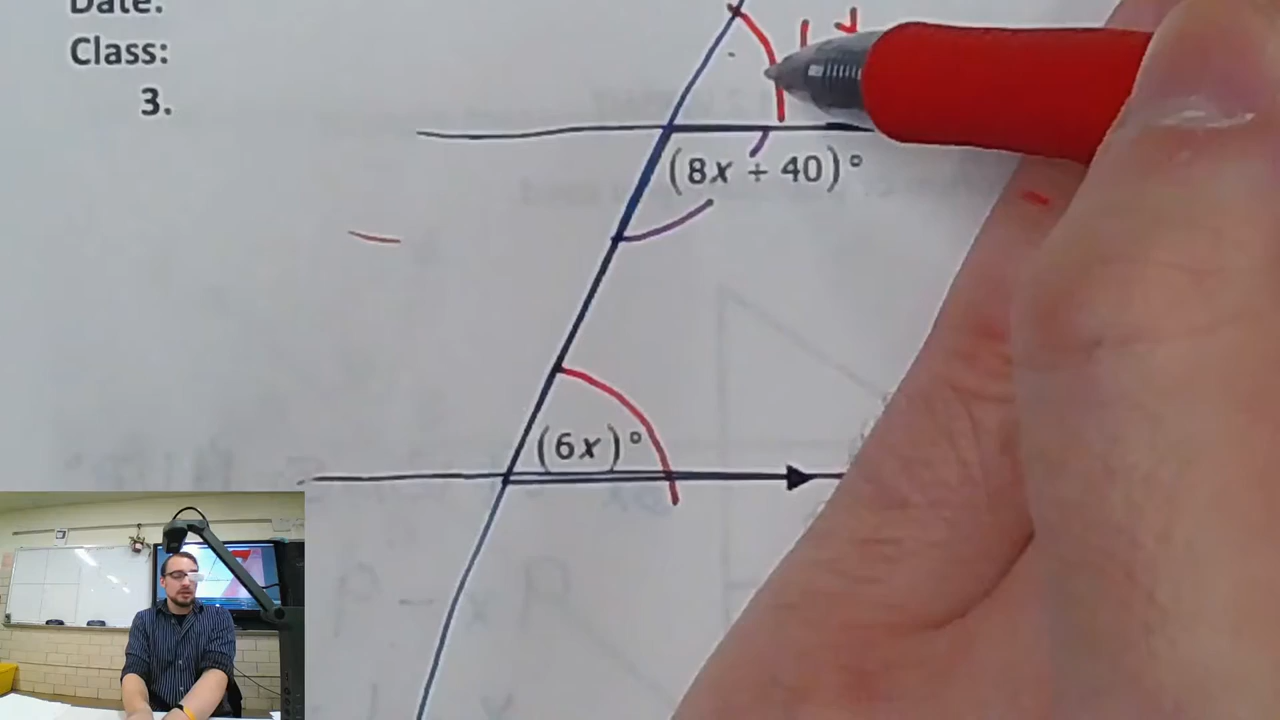 Date:
Class:
3.
(8x + 40)°
(6x)°